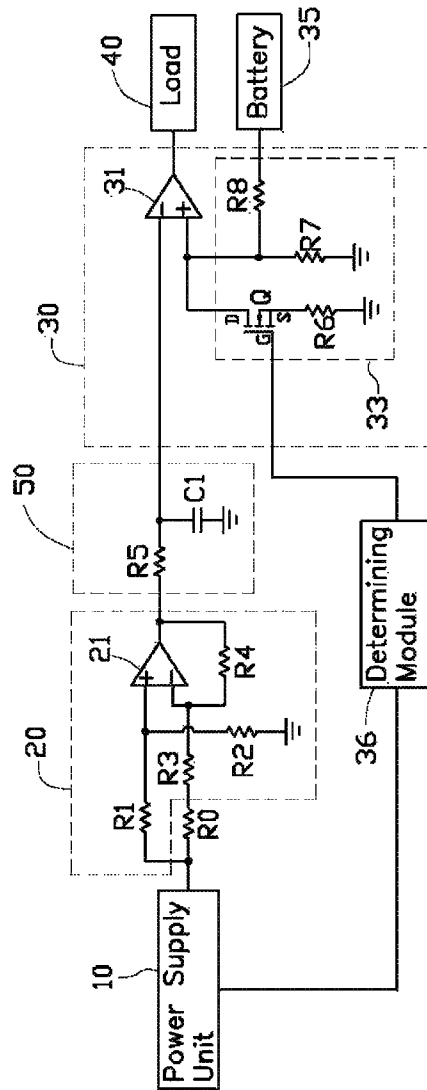 10
Power Supply
Unit
20
R1
R0
R3
R2
21
+
−
R4
50
R5
C1
30
31
−
+
40
Load
Battery
35
R8
R7
D
Q
G
S
R6
33
Determining
Module
36